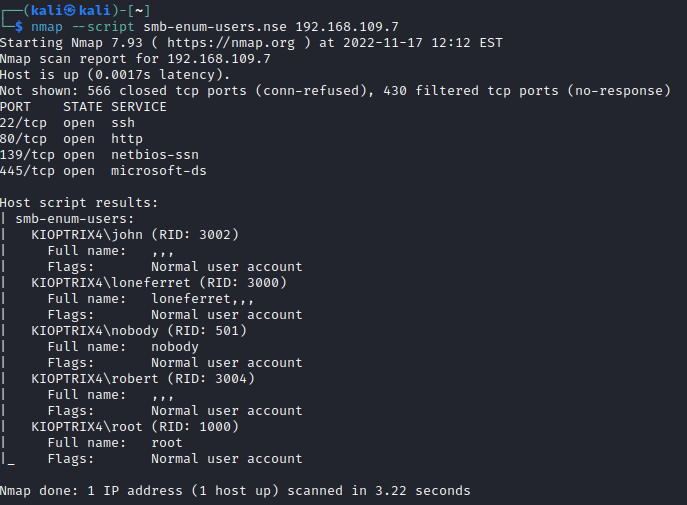 ┌──(kali㉿kali)-[~]
└─$ nmap --script smb-enum-users.nse 192.168.109.7
Starting Nmap 7.93 ( https://nmap.org ) at 2022-11-17 12:12 EST
Nmap scan report for 192.168.109.7
Host is up (0.0017s latency).
Not shown: 566 closed tcp ports (conn-refused), 430 filtered tcp ports (no-response)
PORT    STATE SERVICE
22/tcp  open  ssh
80/tcp  open  http
139/tcp open  netbios-ssn
445/tcp open  microsoft-ds

Host script results:
| smb-enum-users:
|   KIOPTRIX4\john (RID: 3002)
|     Full name:   ,,,
|     Flags:       Normal user account
|   KIOPTRIX4\loneferret (RID: 3000)
|     Full name:   loneferret,,,
|     Flags:       Normal user account
|   KIOPTRIX4\nobody (RID: 501)
|     Full name:   nobody
|     Flags:       Normal user account
|   KIOPTRIX4\robert (RID: 3004)
|     Full name:   ,,,
|     Flags:       Normal user account
|   KIOPTRIX4\root (RID: 1000)
|     Full name:   root
|_    Flags:       Normal user account

Nmap done: 1 IP address (1 host up) scanned in 3.22 seconds